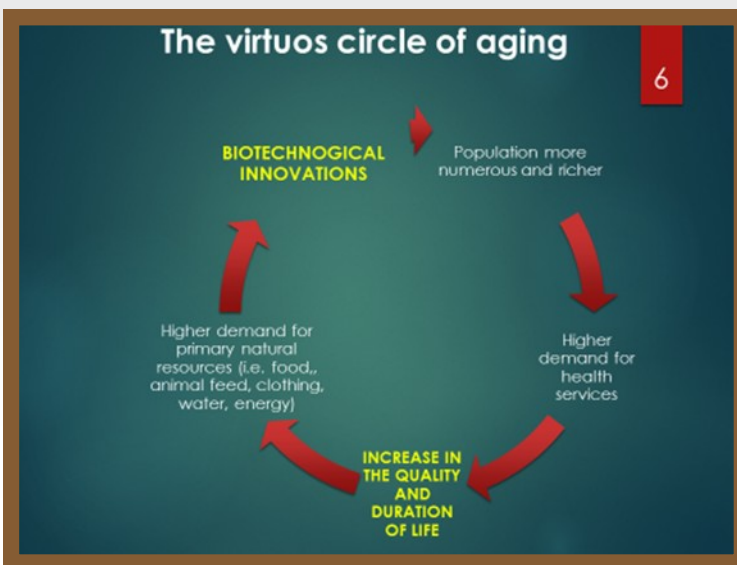 The virtuos circle of aging
6
BIOTECHNOGICAL
INNOVATIONS
Population more
numerous and richer
Higher
demand for
health
services
INCREASE IN
THE QUALITY
AND
DURATION
OF LIFE
Higher demand for
primary natural
resources (i.e. food,,
animal feed, clothing,
water, energy)